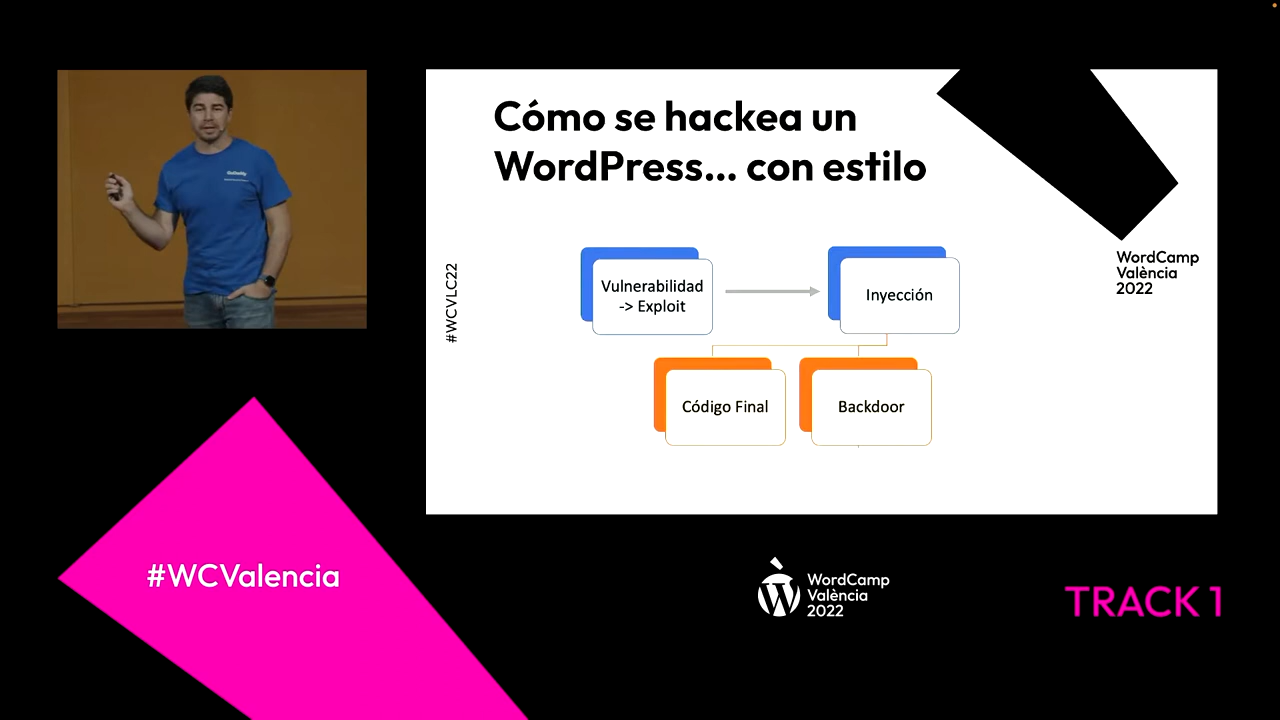 Cómo se hackea un
WordPress... con estilo
#WCVLC22
WordCamp
València
2022
Vulnerabilidad
-> Exploit
Inyección
Código Final
Backdoor
#WCValencia
WordCamp
València
2022
TRACK 1